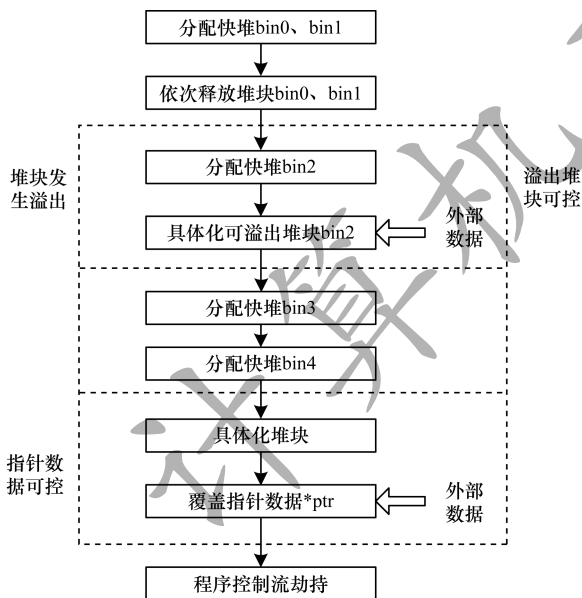 分配快堆bin0、bin1
依次释放堆块bin0、bin1
堆块发
生溢出
分配快堆bin2
溢出堆
块可控
具体化可溢出堆块bin2
外部
数据
分配快堆bin3
分配快堆bin4
指针数
据可控
具体化堆块
覆盖指针数据*ptr
外部
数据
程序控制流劫持
计算机